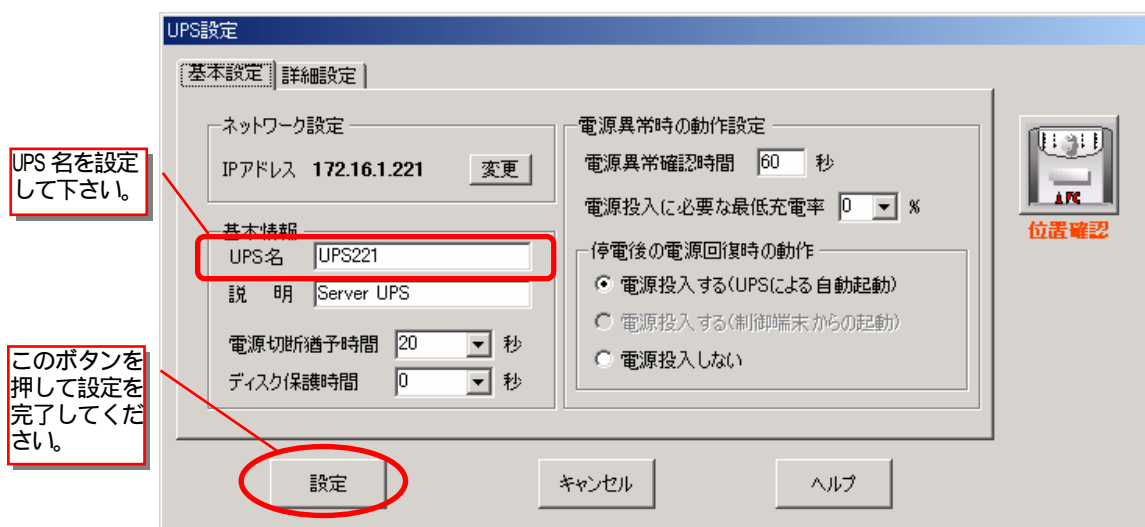 UPS設定
基本設定 詳細設定
ネットワーク設定
IPアドレス 172.16.1.221 変更
基本情報
UPS名 UPS221
説 明 Server UPS
電源切断猶予時間 20 秒
ディスク保護時間 0 秒
電源異常時の動作設定
電源異常確認時間 60 秒
電源投入に必要な最低充電率 0 %
停電後の電源回復時の動作
電源投入する(UPSによる自動起動)
電源投入する(制御端末からの起動)
電源投入しない
APC
位置確認
設定 キャンセル ヘルプ
UPS 名を設定
して下さい。
このボタンを
押して設定を
完了してくだ
さい。